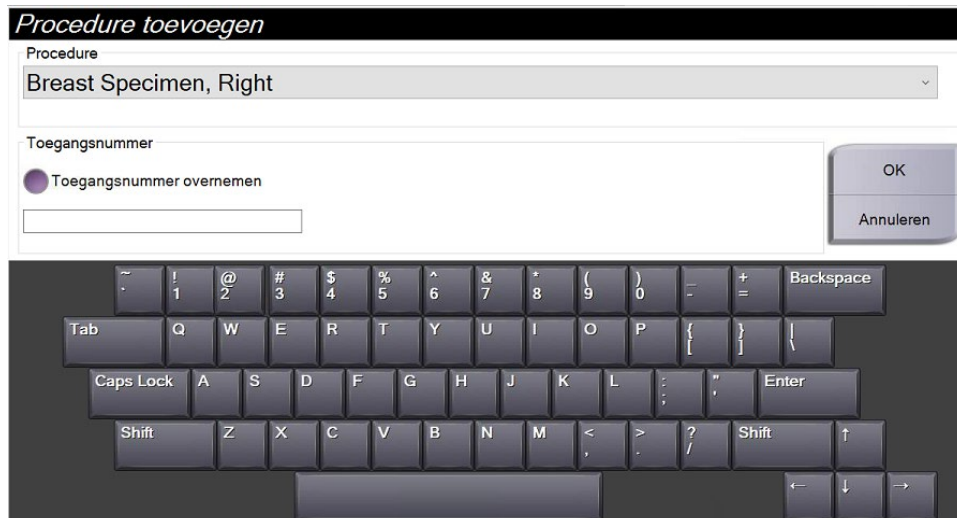 Procedure toevoegen
Procedure
Breast Specimen, Right
Toegangsnummer
Toegangsnummer overnemen
OK
Annuleren
~ ! @ # $ % ^ & * ( ) _ + Backspace
` 1 2 3 4 5 6 7 8 9 0 - =
Tab Q W E R T Y U I O P { } |
[ ] \
Caps Lock A S D F G H J K L : " Enter
; '
Shift Z X C V B N M < > ? Shift ↑
, . /
← ↓ →